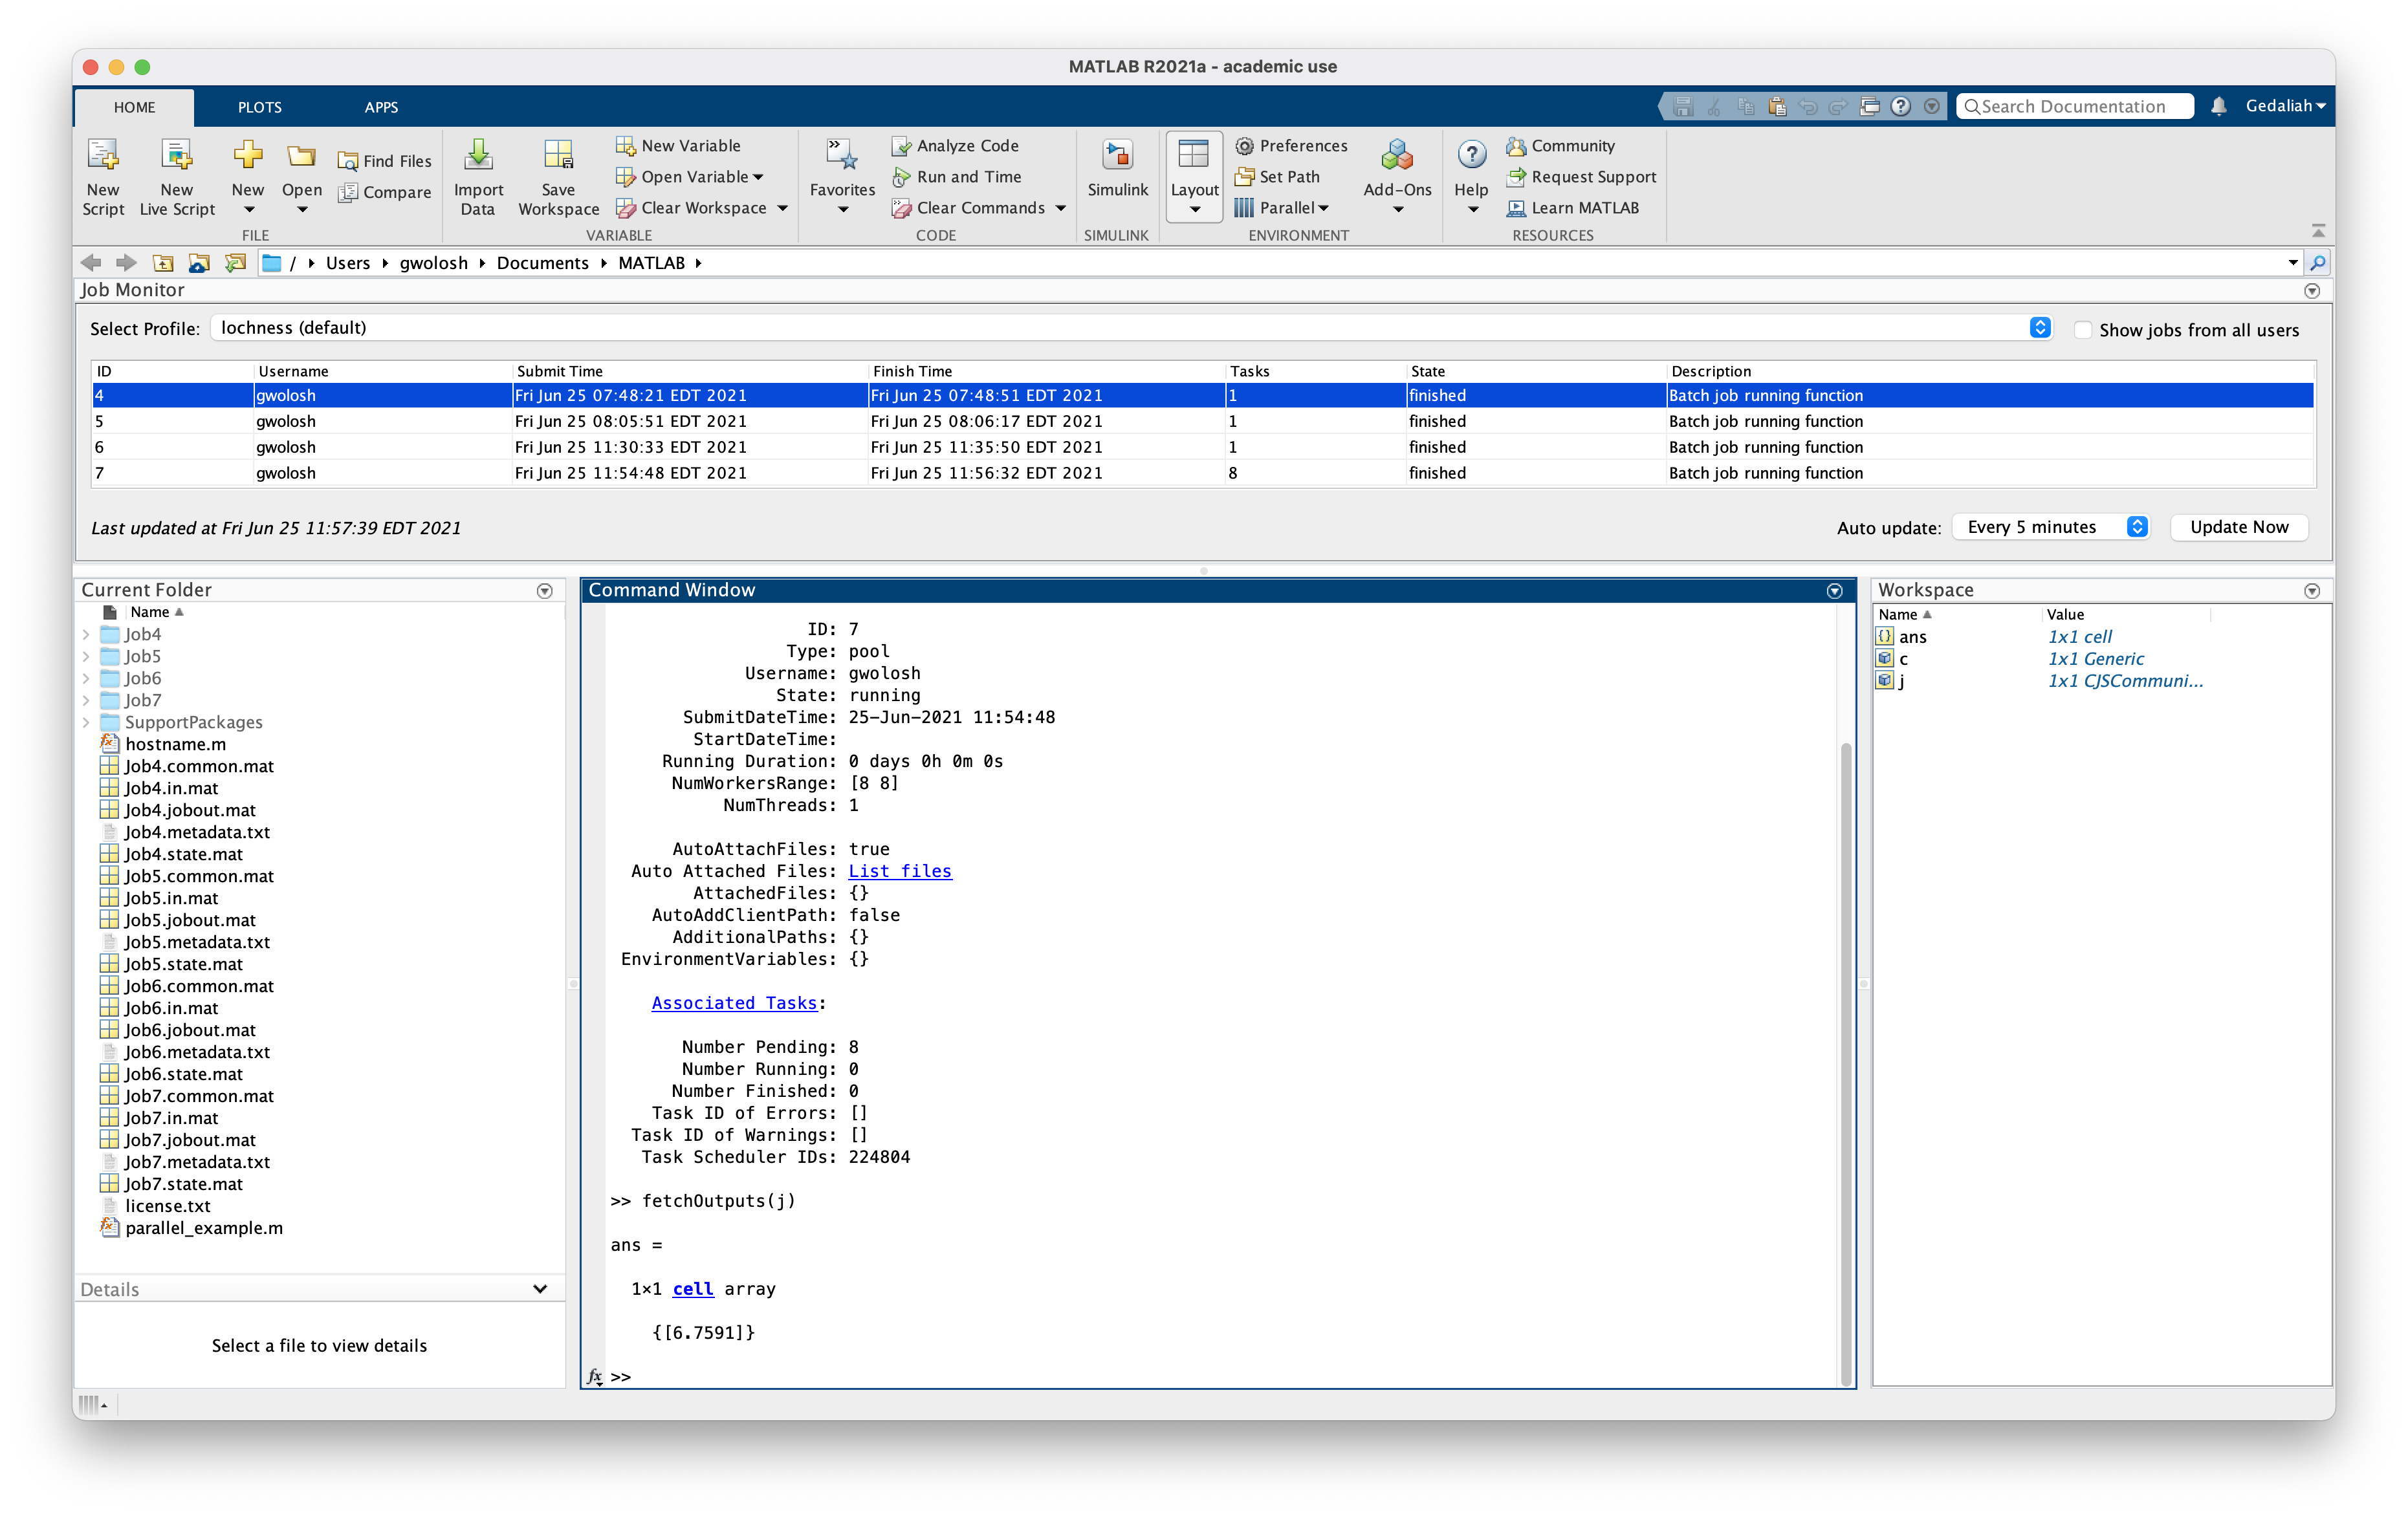 MATLAB R2021a - academic use
HOME PLOTS APPS
Search Documentation
Gedaliah
New Script
New Live Script
New
Open
Find Files
Compare
FILE
Import Data
Save Workspace
New Variable
Open Variable
Clear Workspace
VARIABLE
Favorites
Analyze Code
Run and Time
Clear Commands
CODE
Simulink
SIMULINK
Layout
Preferences
Set Path
Parallel
Add-Ons
ENVIRONMENT
Help
Community
Request Support
Learn MATLAB
RESOURCES
/ Users gwolosh Documents MATLAB
Job Monitor
Select Profile: lochness (default)
Show jobs from all users
ID Username Submit Time Finish Time Tasks State Description
4 gwolosh Fri Jun 25 07:48:21 EDT 2021 Fri Jun 25 07:48:51 EDT 2021 1 finished Batch job running function
5 gwolosh Fri Jun 25 08:05:51 EDT 2021 Fri Jun 25 08:06:17 EDT 2021 1 finished Batch job running function
6 gwolosh Fri Jun 25 11:30:33 EDT 2021 Fri Jun 25 11:35:50 EDT 2021 1 finished Batch job running function
7 gwolosh Fri Jun 25 11:54:48 EDT 2021 Fri Jun 25 11:56:32 EDT 2021 8 finished Batch job running function
Last updated at Fri Jun 25 11:57:39 EDT 2021
Auto update: Every 5 minutes Update Now
Current Folder
Name
Job4
Job5
Job6
Job7
SupportPackages
hostname.m
Job4.common.mat
Job4.in.mat
Job4.jobout.mat
Job4.metadata.txt
Job4.state.mat
Job5.common.mat
Job5.in.mat
Job5.jobout.mat
Job5.metadata.txt
Job5.state.mat
Job6.common.mat
Job6.in.mat
Job6.jobout.mat
Job6.metadata.txt
Job6.state.mat
Job7.common.mat
Job7.in.mat
Job7.jobout.mat
Job7.metadata.txt
Job7.state.mat
license.txt
parallel_example.m
Details
Select a file to view details
Command Window
ID: 7
Type: pool
Username: gwolosh
State: running
SubmitDateTime: 25-Jun-2021 11:54:48
StartDateTime:
Running Duration: 0 days 0h 0m 0s
NumWorkersRange: [8 8]
NumThreads: 1
AutoAttachFiles: true
Auto Attached Files: List files
AttachedFiles: {}
AutoAddClientPath: false
AdditionalPaths: {}
EnvironmentVariables: {}
Associated Tasks:
Number Pending: 8
Number Running: 0
Number Finished: 0
Task ID of Errors: []
Task ID of Warnings: []
Task Scheduler IDs: 224804
>> fetchOutputs(j)
ans =
1×1 cell array
{[6.7591]}
fx >>
Workspace
Name Value
ans 1x1 cell
c 1x1 Generic
j 1x1 CJSCommuni...